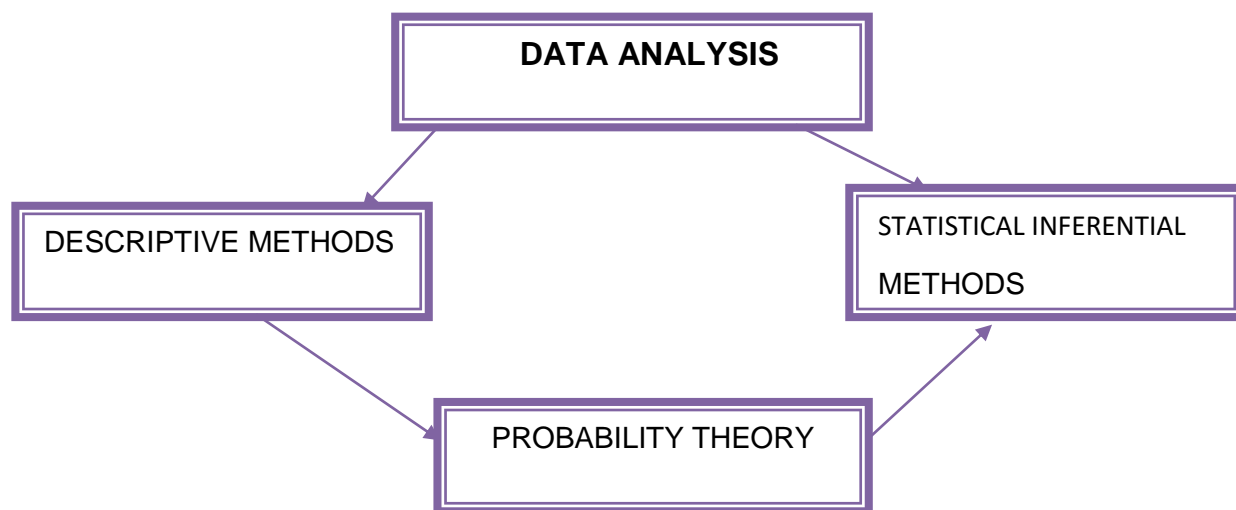 DATA ANALYSIS
DESCRIPTIVE METHODS
STATISTICAL INFERENTIAL
METHODS
PROBABILITY THEORY